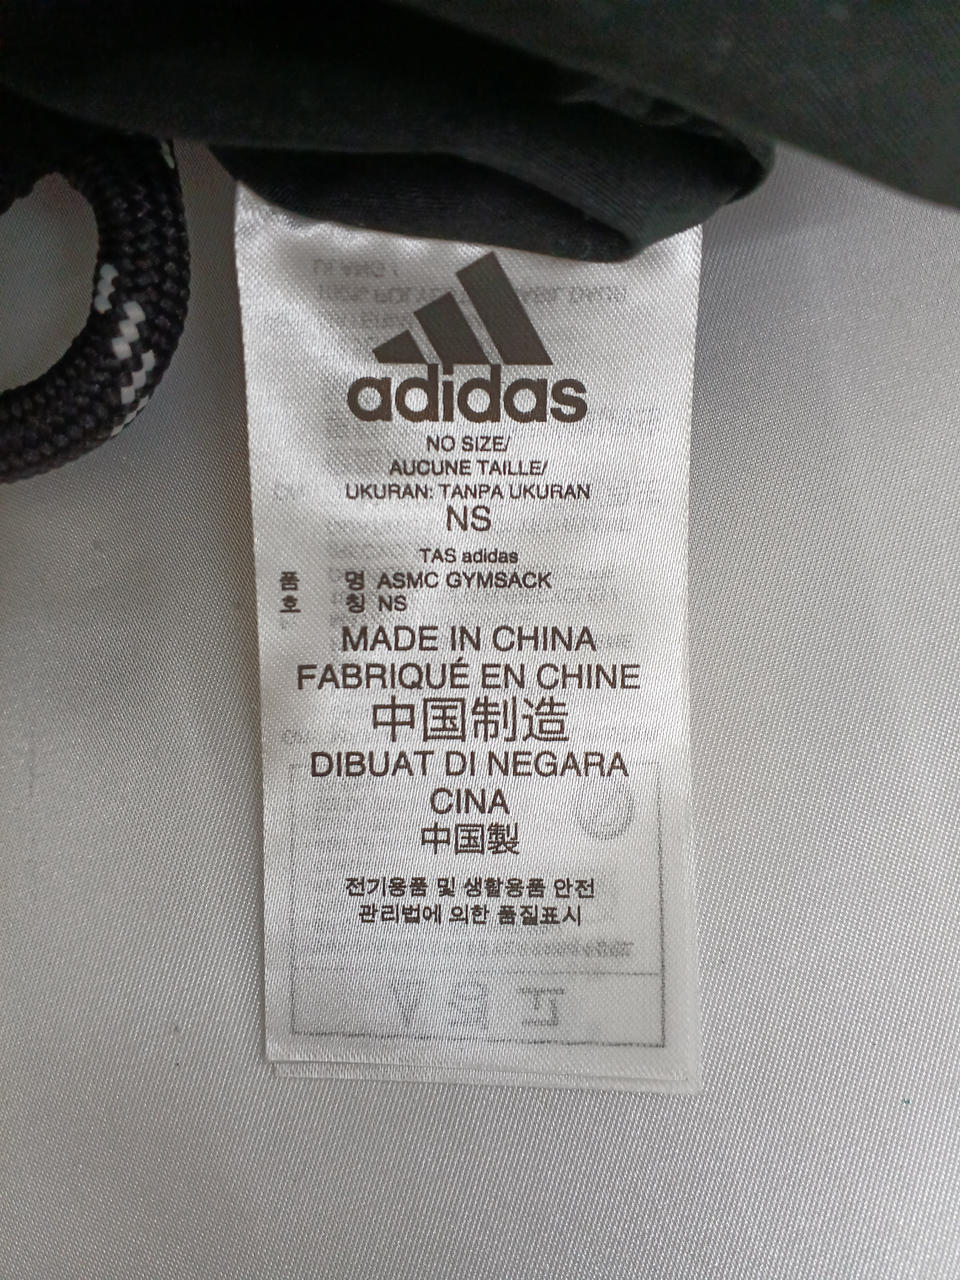 adidas
NO SIZE/
AUCUNE TAILLE/
UKURAN: TANPA UKURAN
NS
TAS adidas
품 명 ASMC GYMSACK
호 칭 NS
MADE IN CHINA
FABRIQUÉ EN CHINE
中国制造
DIBUAT DI NEGARA
CINA
中国製
전기용품 및 생활용품 안전
관리법에 의한 품질표시